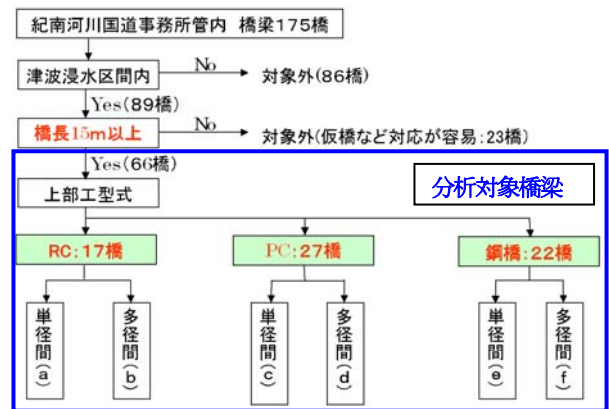 紀南河川国道事務所管内 橋梁175橋
津波浸水区間内
No
対象外(86橋)
Yes(89橋)
橋長15m以上
No
対象外(仮橋など対応が容易:23橋)
Yes(66橋)
上部工型式
分析対象橋梁
RC:17橋
PC:27橋
鋼橋:22橋
単径間(a)
多径間(b)
単径間(c)
多径間(d)
単径間(e)
多径間(f)